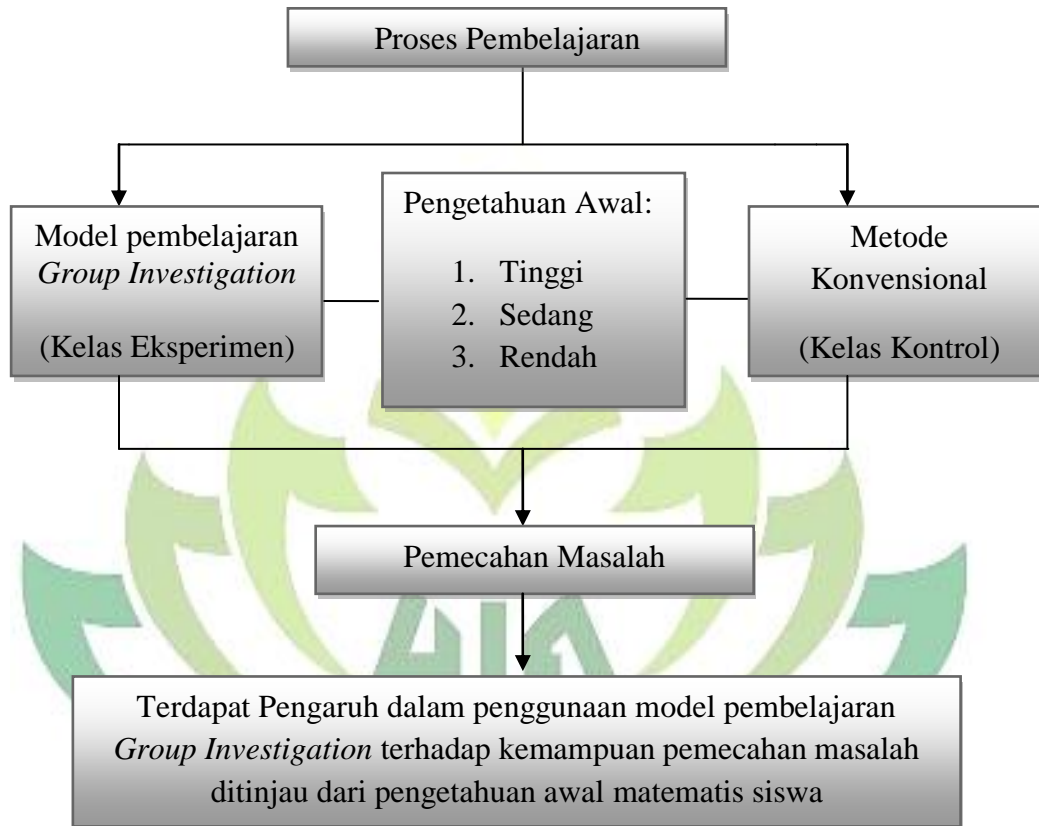 Proses Pembelajaran
Model pembelajaran
Group Investigation
(Kelas Eksperimen)
Pengetahuan Awal:
1. Tinggi
2. Sedang
3. Rendah
Metode
Konvensional
(Kelas Kontrol)
Pemecahan Masalah
Terdapat Pengaruh dalam penggunaan model pembelajaran
Group Investigation terhadap kemampuan pemecahan masalah
ditinjau dari pengetahuan awal matematis siswa